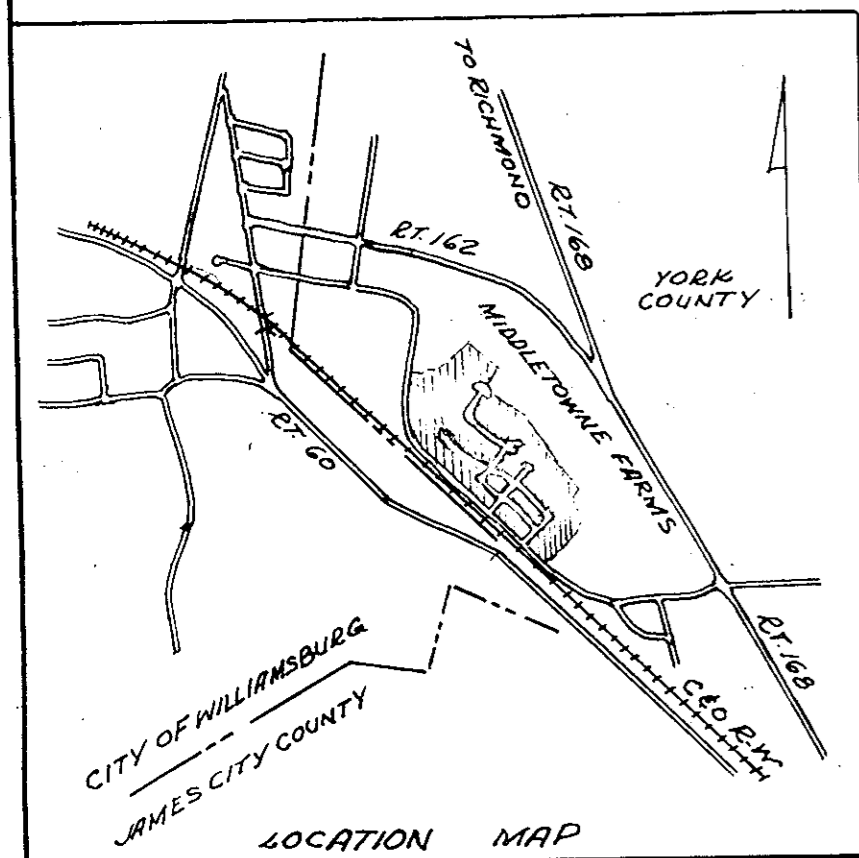 TO RICHMOND
RT. 168
RT. 162
YORK
COUNTY
MIDDLETOWNE FARMS
RT. 60
RT. 168
C&O R-W
CITY OF WILLIAMSBURG
JAMES CITY COUNTY
LOCATION MAP